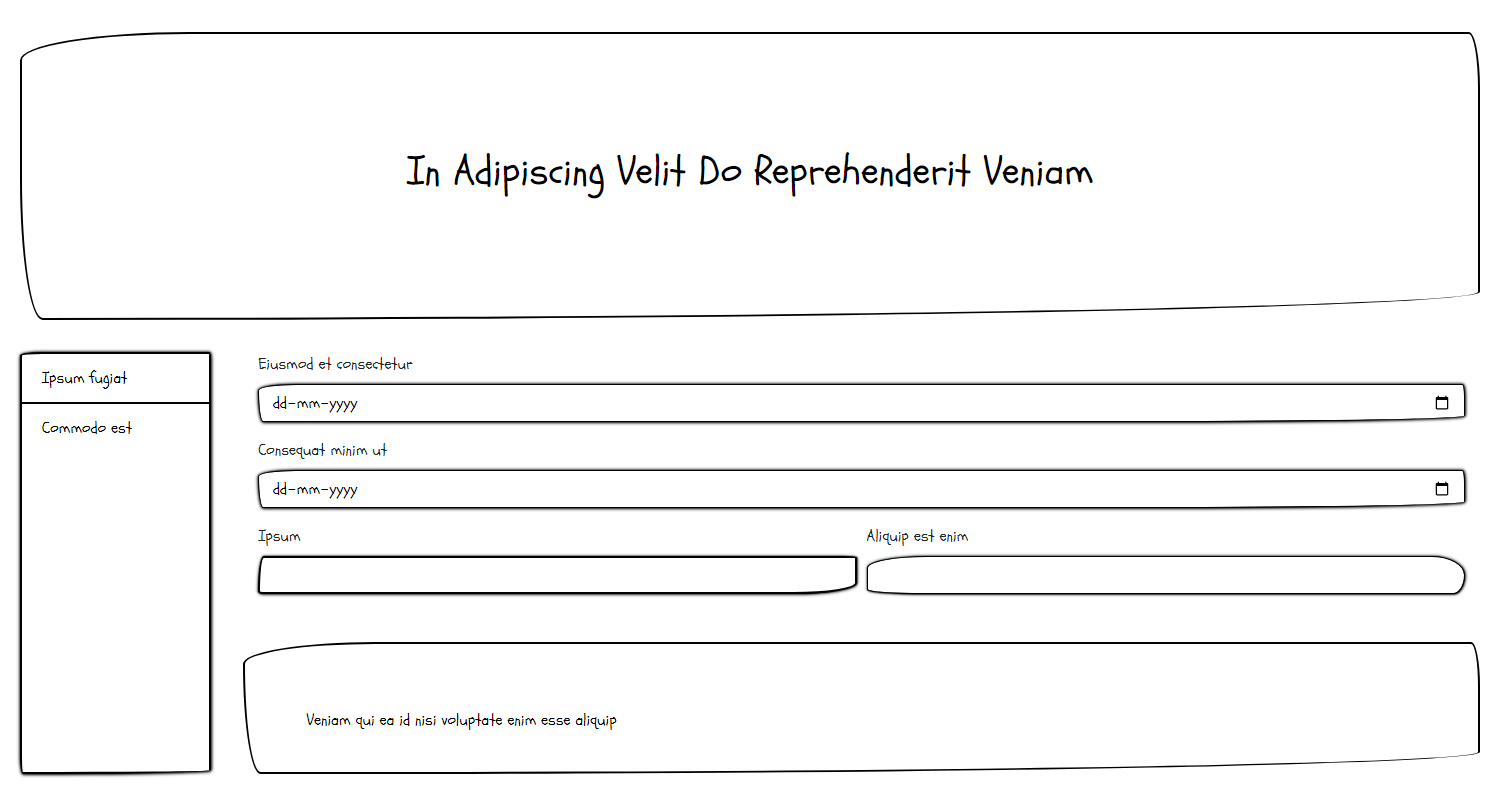 In Adipiscing Velit Do Reprehenderit Veniam
Ipsum fugiat
Commodo est
Eiusmod et consectetur
dd-mm-yyyy
Consequat minim ut
dd-mm-yyyy
Ipsum
Aliquip est enim
Veniam qui ea id nisi voluptate enim esse aliquip